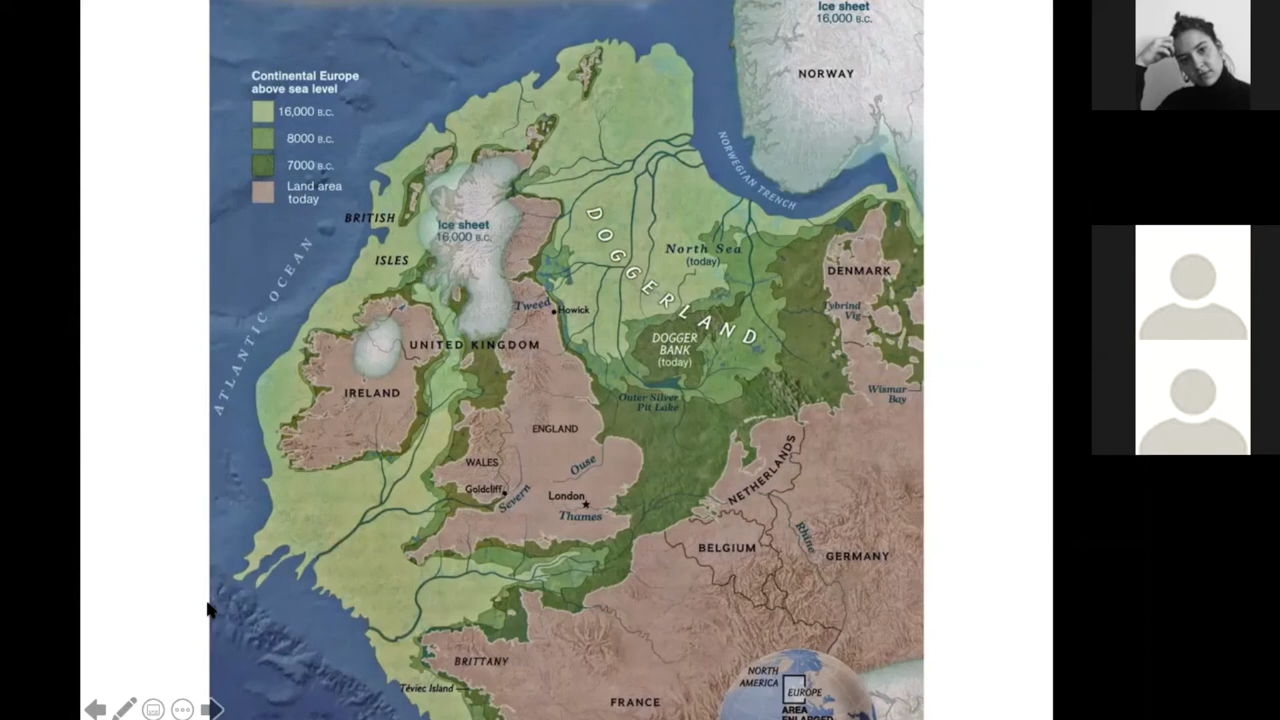 Ice sheet
16,000 B.C.
NORWAY
Continental Europe
above sea level
16,000 B.C.
8000 B.C.
7000 B.C.
Land area
today
NORWEGIAN TRENCH
BRITISH
ISLES
Ice sheet
16,000 B.C.
DOGGERLAND
North Sea
(today)
DENMARK
ATLANTIC OCEAN
Tweed
Howick
Tybrind
Vig
UNITED KINGDOM
DOGGER
BANK
(today)
IRELAND
Outer Silver
Pit Lake
Wismar
Bay
ENGLAND
WALES
Ouse
NETHERLANDS
Goldcliff
Severn
London
Thames
Rhine
BELGIUM
GERMANY
BRITTANY
Téviec Island
FRANCE
NORTH
AMERICA
EUROPE
AREA
ENLARGED